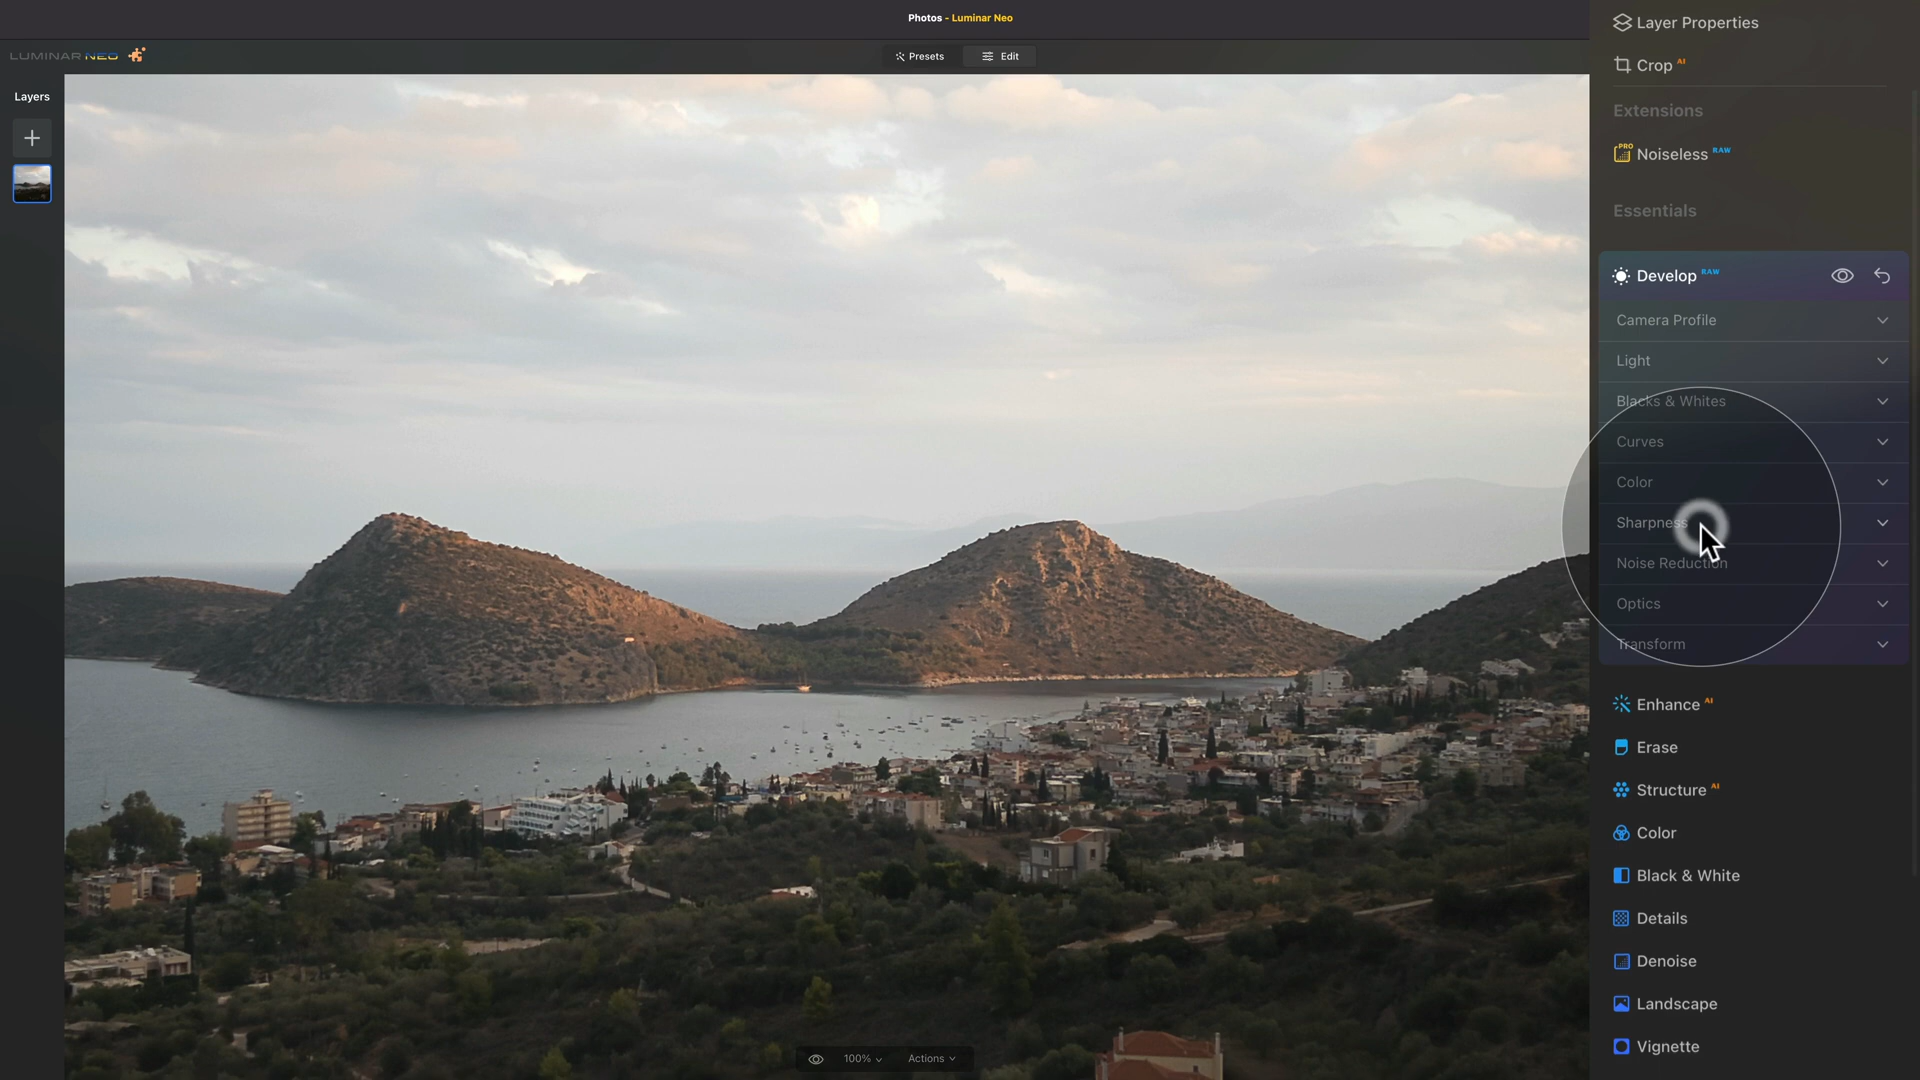 Photos - Luminar Neo
LUMINAR NEO
Presets
Edit
Layers
Layer Properties
Crop AI
Extensions
PRO Noiseless RAW
Essentials
Develop RAW
Camera Profile
Light
Blacks & Whites
Curves
Color
Sharpness
Noise Reduction
Optics
Transform
Enhance AI
Erase
Structure AI
Color
Black & White
Details
Denoise
Landscape
Vignette
100%
Actions